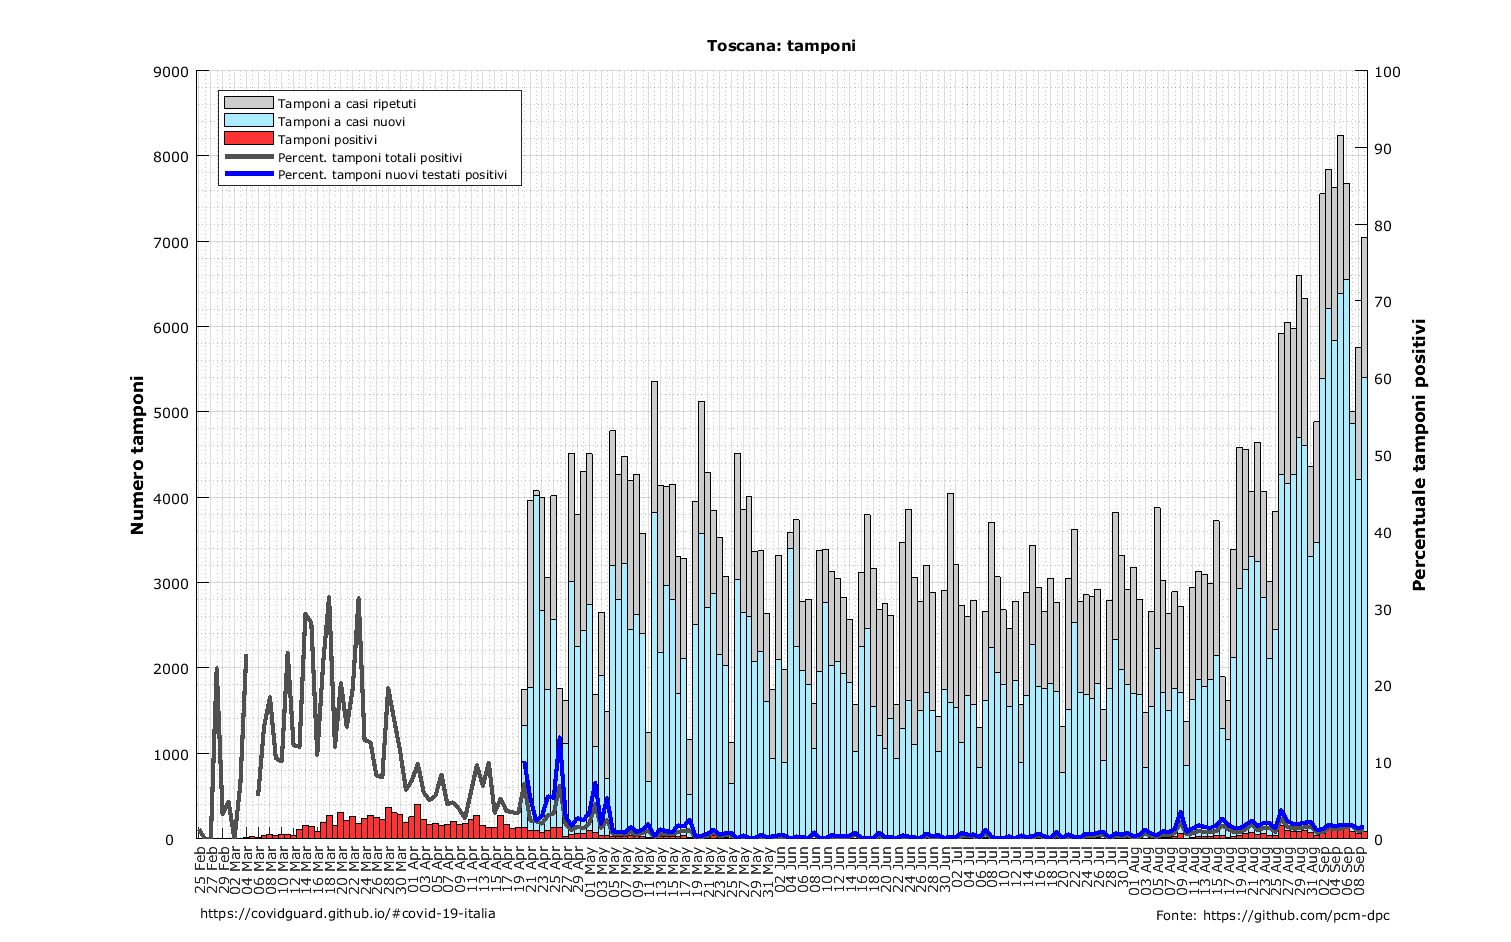 Toscana: tamponi
9000
8000
7000
6000
5000
4000
3000
2000
1000
0
100
90
80
70
60
50
40
30
20
10
0
Numero tamponi
Percentuale tamponi positivi
Tamponi a casi ripetuti
Tamponi a casi nuovi
Tamponi positivi
Percent. tamponi totali positivi
Percent. tamponi nuovi testati positivi
25 Feb
27 Feb
29 Feb
02 Mar
04 Mar
06 Mar
08 Mar
10 Mar
12 Mar
14 Mar
16 Mar
18 Mar
20 Mar
22 Mar
24 Mar
26 Mar
28 Mar
30 Mar
01 Apr
03 Apr
05 Apr
07 Apr
09 Apr
11 Apr
13 Apr
15 Apr
17 Apr
19 Apr
21 Apr
23 Apr
25 Apr
27 Apr
29 Apr
01 May
03 May
05 May
07 May
09 May
11 May
13 May
15 May
17 May
19 May
21 May
23 May
25 May
27 May
29 May
31 May
02 Jun
04 Jun
06 Jun
08 Jun
10 Jun
12 Jun
14 Jun
16 Jun
18 Jun
20 Jun
22 Jun
24 Jun
26 Jun
28 Jun
30 Jun
02 Jul
04 Jul
06 Jul
08 Jul
10 Jul
12 Jul
14 Jul
16 Jul
18 Jul
20 Jul
22 Jul
24 Jul
26 Jul
28 Jul
30 Jul
01 Aug
03 Aug
05 Aug
07 Aug
09 Aug
11 Aug
13 Aug
15 Aug
17 Aug
19 Aug
21 Aug
23 Aug
25 Aug
27 Aug
29 Aug
31 Aug
02 Sep
04 Sep
06 Sep
08 Sep
https://covidguard.github.io/#covid-19-italia
Fonte: https://github.com/pcm-dpc